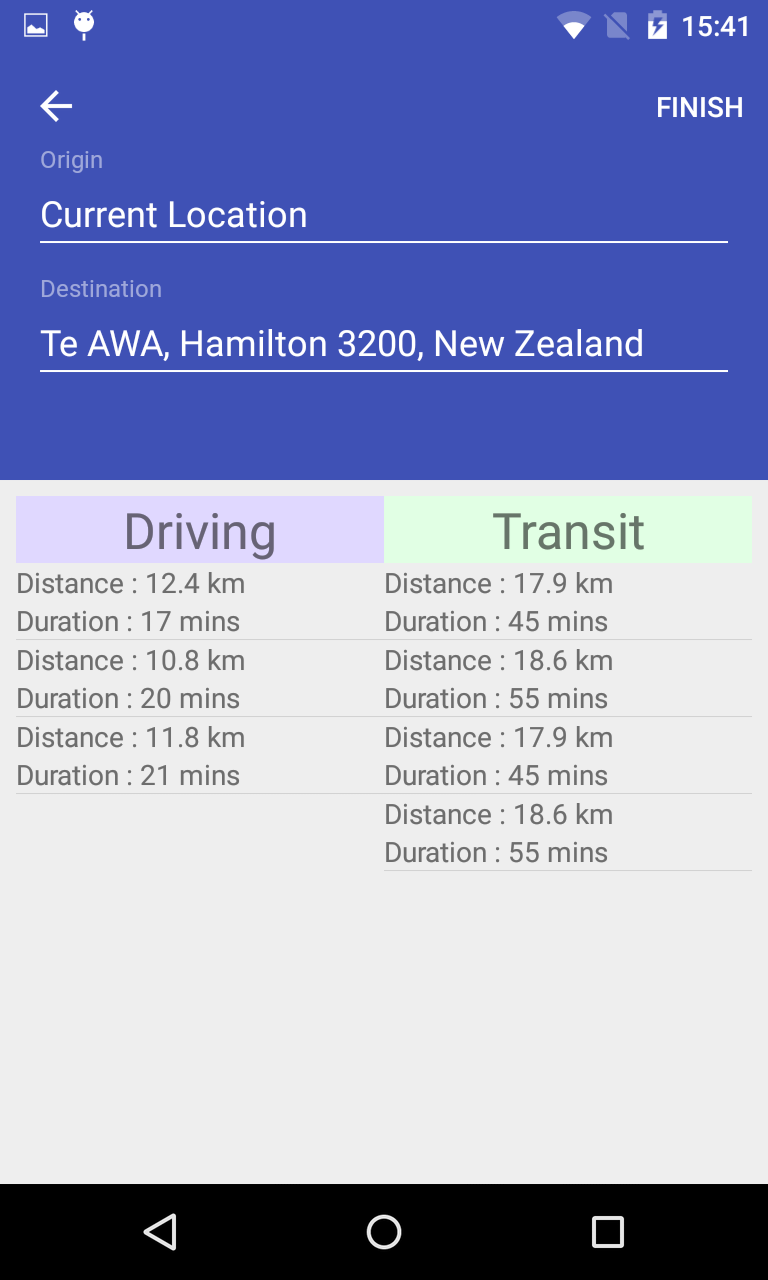 15:41
FINISH
Origin
Current Location
Destination
Te AWA, Hamilton 3200, New Zealand
Driving
Transit
Distance : 12.4 km
Duration : 17 mins
Distance : 10.8 km
Duration : 20 mins
Distance : 11.8 km
Duration : 21 mins
Distance : 17.9 km
Duration : 45 mins
Distance : 18.6 km
Duration : 55 mins
Distance : 17.9 km
Duration : 45 mins
Distance : 18.6 km
Duration : 55 mins